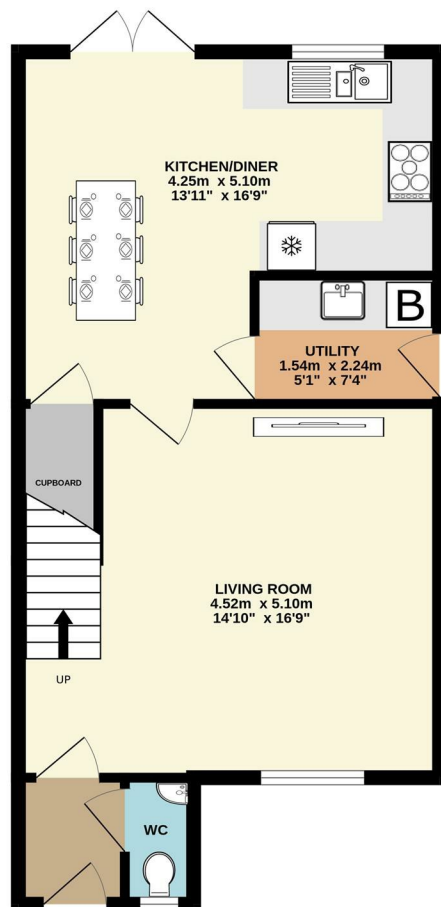 KITCHEN/DINER
4.25m x 5.10m
13'11" x 16'9"
B
UTILITY
1.54m x 2.24m
5'1" x 7'4"
CUPBOARD
LIVING ROOM
4.52m x 5.10m
14'10" x 16'9"
UP
WC